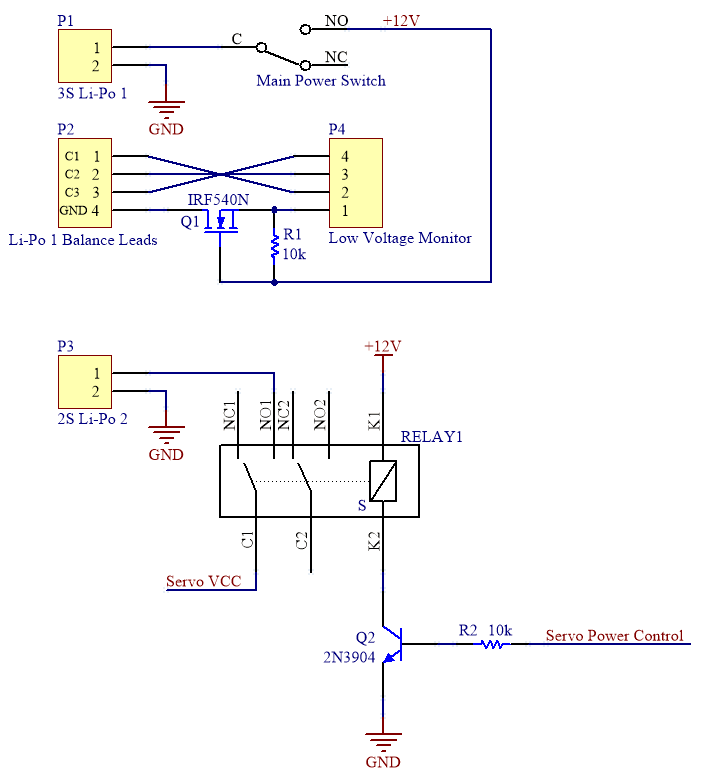 P1
1
2
3S Li-Po 1
GND
C
NO
+12V
NC
Main Power Switch
P2
C1 1
C2 2
C3 3
GND 4
Li-Po 1 Balance Leads
IRF540N
Q1
R1
10k
P4
4
3
2
1
Low Voltage Monitor
P3
1
2
2S Li-Po 2
GND
+12V
NC1
NO1
NC2
NO2
K1
RELAY1
S
C1
C2
K2
Servo VCC
Q2
2N3904
R2 10k
Servo Power Control
GND